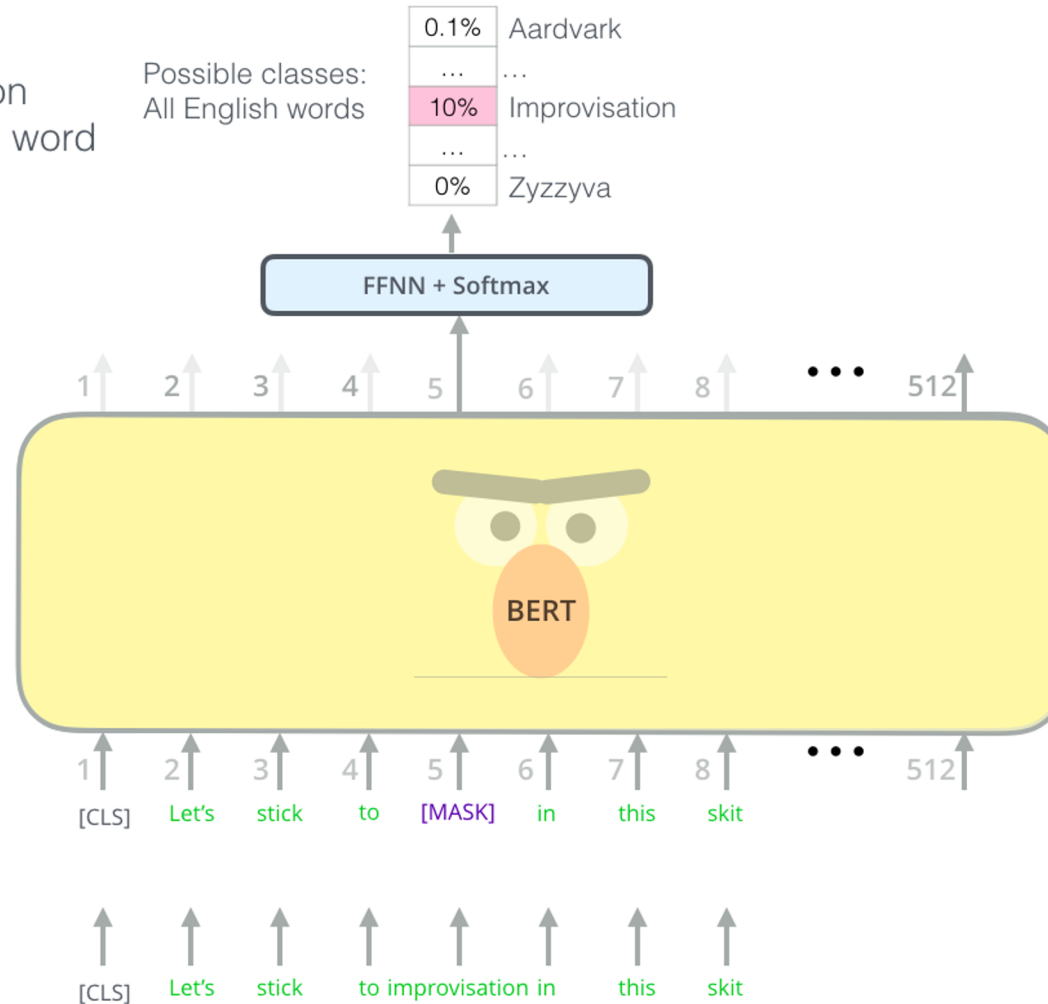 0.1% Aardvark
Possible classes: ... ...
on
All English words 10% Improvisation
word
... ...
0% Zyzzyva
FFNN + Softmax
1 2 3 4 5 6 7 8 ... 512
BERT
1 2 3 4 5 6 7 8 ... 512
[CLS] Let's stick to [MASK] in this skit
[CLS] Let's stick to improvisation in this skit